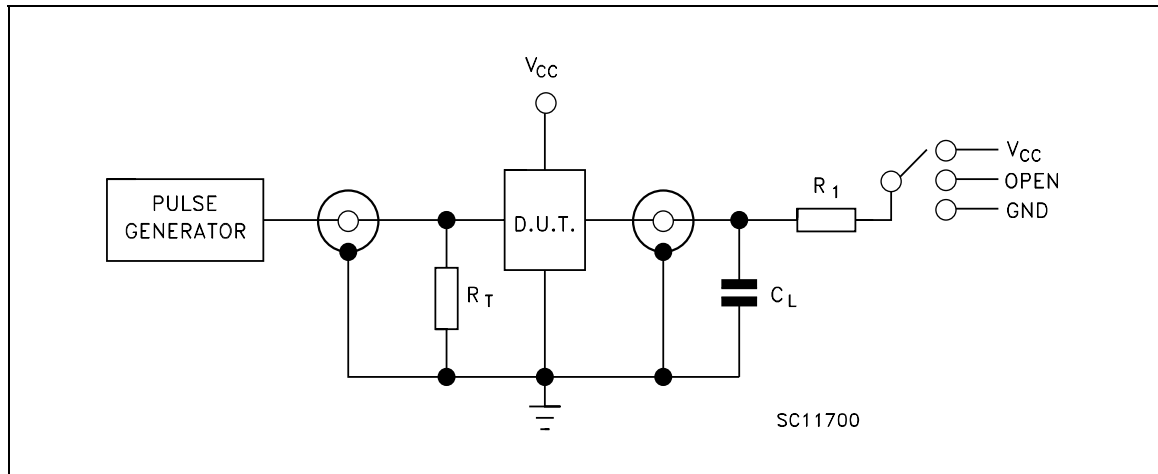 VCC
PULSE
GENERATOR
RT
D.U.T.
CL
R1
VCC
OPEN
GND
SC11700